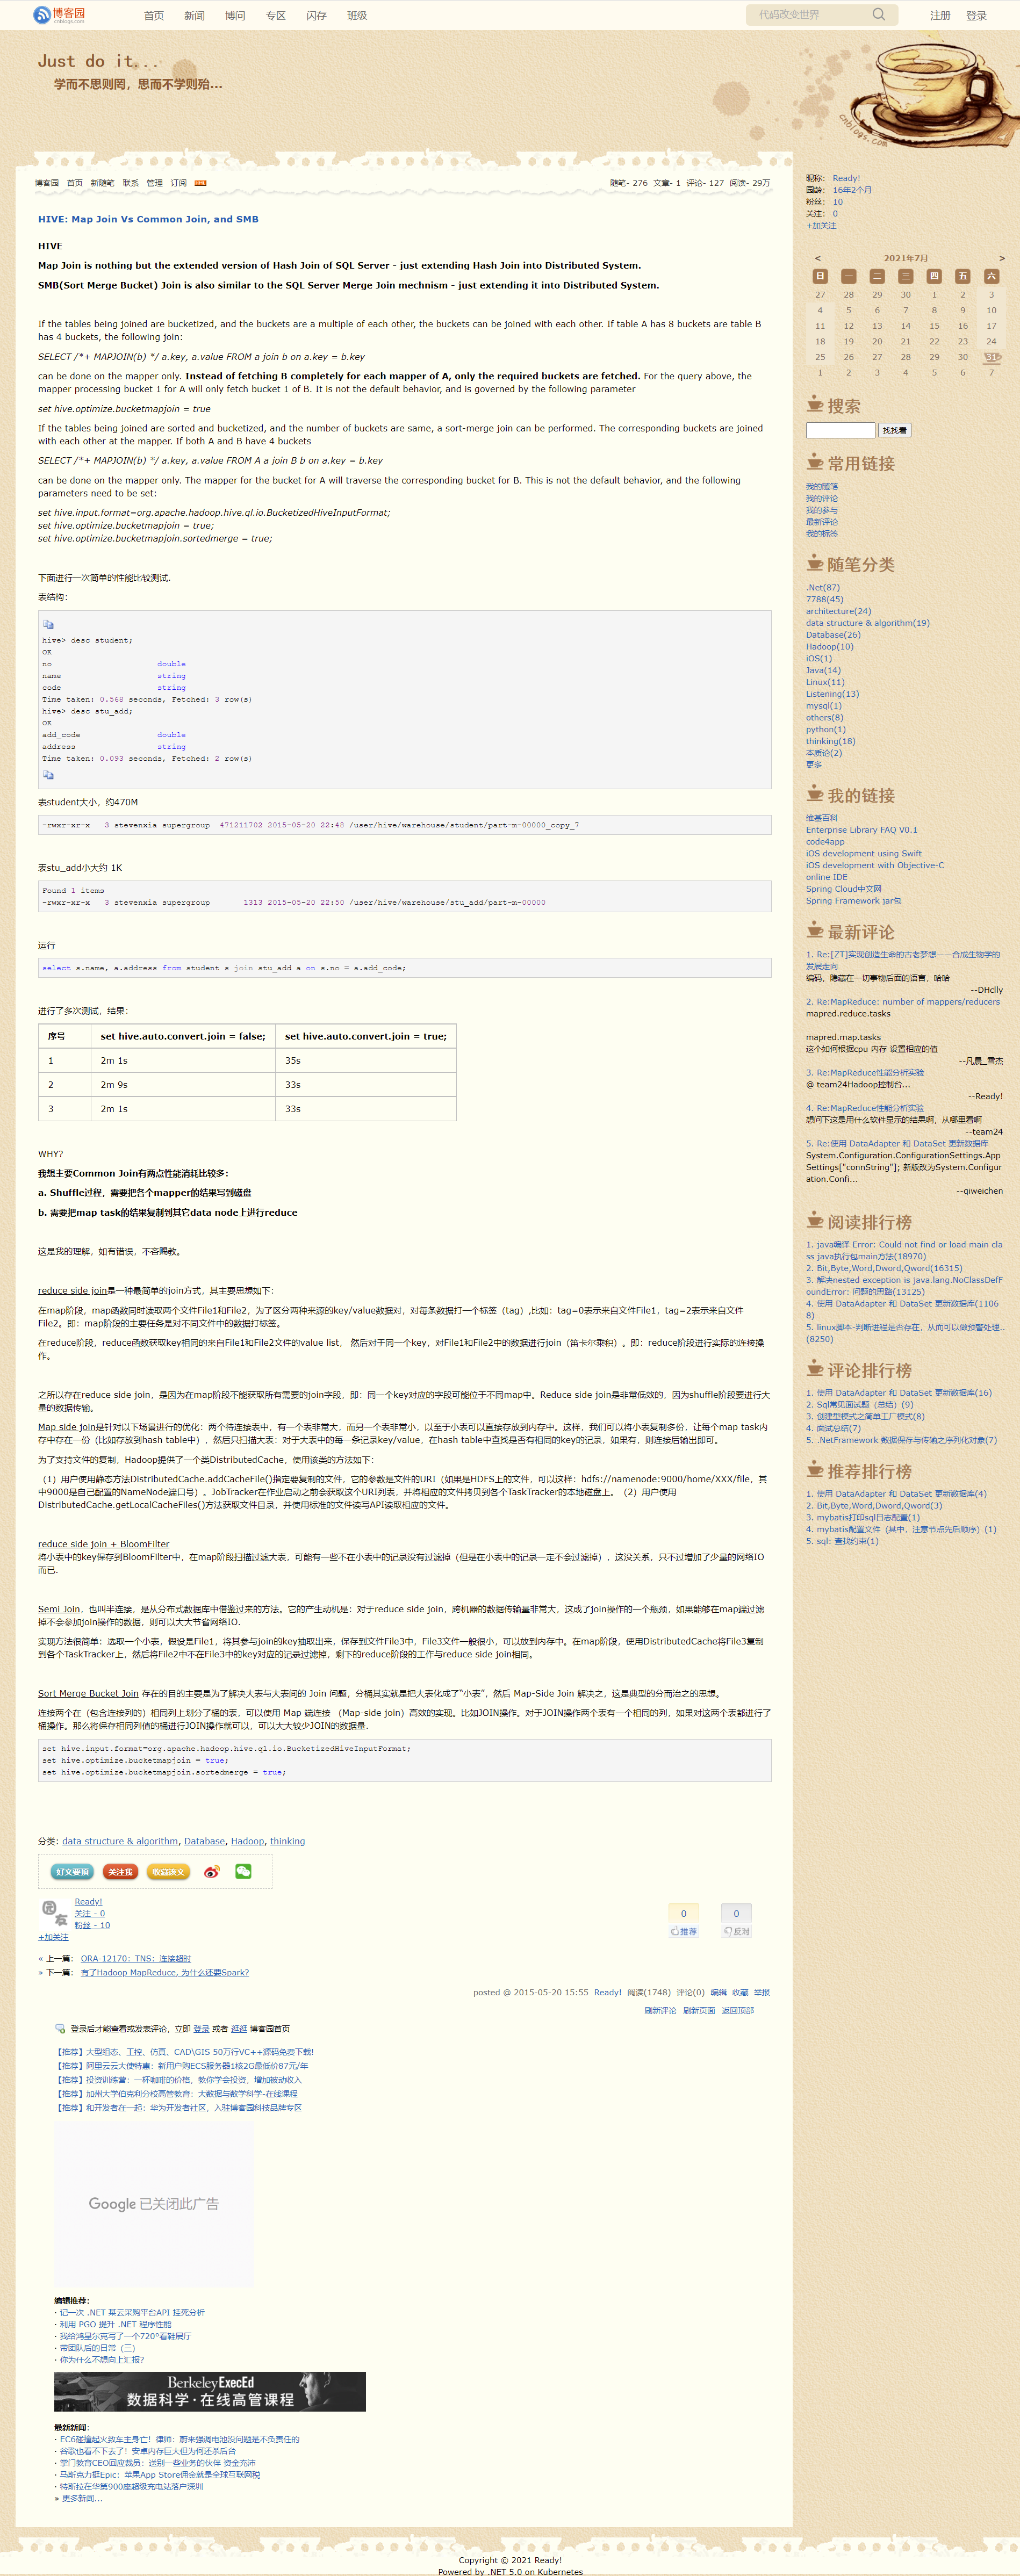 博客园
cnblogs.com
首页 新闻 博问 专区 闪存 班级
代码改变世界
注册 登录
Just do it...
学而不思则罔，思而不学则殆...
cnblogs.com
博客园 首页 新随笔 联系 管理 订阅
随笔- 276 文章- 1 评论- 127 阅读- 29万
HIVE: Map Join Vs Common Join, and SMB
HIVE
Map Join is nothing but the extended version of Hash Join of SQL Server - just extending Hash Join into Distributed System.
SMB(Sort Merge Bucket) Join is also similar to the SQL Server Merge Join mechnism - just extending it into Distributed System.
If the tables being joined are bucketized, and the buckets are a multiple of each other, the buckets can be joined with each other. If table A has 8 buckets are table B
has 4 buckets, the following join:
SELECT /*+ MAPJOIN(b) */ a.key, a.value FROM a join b on a.key = b.key
can be done on the mapper only. Instead of fetching B completely for each mapper of A, only the required buckets are fetched. For the query above, the
mapper processing bucket 1 for A will only fetch bucket 1 of B. It is not the default behavior, and is governed by the following parameter
set hive.optimize.bucketmapjoin = true
If the tables being joined are sorted and bucketized, and the number of buckets are same, a sort-merge join can be performed. The corresponding buckets are joined
with each other at the mapper. If both A and B have 4 buckets
SELECT /*+ MAPJOIN(b) */ a.key, a.value FROM A a join B b on a.key = b.key
can be done on the mapper only. The mapper for the bucket for A will traverse the corresponding bucket for B. This is not the default behavior, and the following
parameters need to be set:
set hive.input.format=org.apache.hadoop.hive.ql.io.BucketizedHiveInputFormat;
set hive.optimize.bucketmapjoin = true;
set hive.optimize.bucketmapjoin.sortedmerge = true;
下面进行一次简单的性能比较测试.
表结构：
hive> desc student;
OK
no double
name string
code string
Time taken: 0.568 seconds, Fetched: 3 row(s)
hive> desc stu_add;
OK
add_code double
address string
Time taken: 0.093 seconds, Fetched: 2 row(s)
表student大小，约470M
-rwxr-xr-x 3 stevenxia supergroup 471211702 2015-05-20 22:48 /user/hive/warehouse/student/part-m-00000_copy_7
表stu_add小大约 1K
Found 1 items
-rwxr-xr-x 3 stevenxia supergroup 1313 2015-05-20 22:50 /user/hive/warehouse/stu_add/part-m-00000
运行
select s.name, a.address from student s join stu_add a on s.no = a.add_code;
进行了多次测试，结果：
序号 set hive.auto.convert.join = false; set hive.auto.convert.join = true;
1 2m 1s 35s
2 2m 9s 33s
3 2m 1s 33s
WHY?
我想主要Common Join有两点性能消耗比较多：
a. Shuffle过程，需要把各个mapper的结果写到磁盘
b. 需要把map task的结果复制到其它data node上进行reduce
这是我的理解，如有错误，不吝赐教。
reduce side join是一种最简单的join方式，其主要思想如下：
在map阶段，map函数同时读取两个文件File1和File2，为了区分两种来源的key/value数据对，对每条数据打一个标签（tag）,比如：tag=0表示来自文件File1，tag=2表示来自文件
File2。即：map阶段的主要任务是对不同文件中的数据打标签。
在reduce阶段，reduce函数获取key相同的来自File1和File2文件的value list， 然后对于同一个key，对File1和File2中的数据进行join（笛卡尔乘积）。即：reduce阶段进行实际的连接操
作。
之所以存在reduce side join，是因为在map阶段不能获取所有需要的join字段，即：同一个key对应的字段可能位于不同map中。Reduce side join是非常低效的，因为shuffle阶段要进行大
量的数据传输。
Map side join是针对以下场景进行的优化：两个待连接表中，有一个表非常大，而另一个表非常小，以至于小表可以直接存放到内存中。这样，我们可以将小表复制多份，让每个map task内
存中存在一份（比如存放到hash table中），然后只扫描大表：对于大表中的每一条记录key/value，在hash table中查找是否有相同的key的记录，如果有，则连接后输出即可。
为了支持文件的复制，Hadoop提供了一个类DistributedCache，使用该类的方法如下：
（1）用户使用静态方法DistributedCache.addCacheFile()指定要复制的文件，它的参数是文件的URI（如果是HDFS上的文件，可以这样：hdfs://namenode:9000/home/XXX/file，其
中9000是自己配置的NameNode端口号）。JobTracker在作业启动之前会获取这个URI列表，并将相应的文件拷贝到各个TaskTracker的本地磁盘上。（2）用户使用
DistributedCache.getLocalCacheFiles()方法获取文件目录，并使用标准的文件读写API读取相应的文件。
reduce side join + BloomFilter
将小表中的key保存到BloomFilter中，在map阶段扫描过滤大表，可能有一些不在小表中的记录没有过滤掉（但是在小表中的记录一定不会过滤掉），这没关系，只不过增加了少量的网络IO
而已.
Semi Join，也叫半连接，是从分布式数据库中借鉴过来的方法。它的产生动机是：对于reduce side join，跨机器的数据传输量非常大，这成了join操作的一个瓶颈，如果能够在map端过滤
掉不会参加join操作的数据，则可以大大节省网络IO.
实现方法很简单：选取一个小表，假设是File1，将其参与join的key抽取出来，保存到文件File3中，File3文件一般很小，可以放到内存中。在map阶段，使用DistributedCache将File3复制
到各个TaskTracker上，然后将File2中不在File3中的key对应的记录过滤掉，剩下的reduce阶段的工作与reduce side join相同。
Sort Merge Bucket Join 存在的目的主要是为了解决大表与大表间的 Join 问题，分桶其实就是把大表化成了“小表”，然后 Map-Side Join 解决之，这是典型的分而治之的思想。
连接两个在（包含连接列的）相同列上划分了桶的表，可以使用 Map 端连接 （Map-side join）高效的实现。比如JOIN操作。对于JOIN操作两个表有一个相同的列，如果对这两个表都进行了
桶操作。那么将保存相同列值的桶进行JOIN操作就可以，可以大大较少JOIN的数据量.
set hive.input.format=org.apache.hadoop.hive.ql.io.BucketizedHiveInputFormat;
set hive.optimize.bucketmapjoin = true;
set hive.optimize.bucketmapjoin.sortedmerge = true;
分类: data structure & algorithm, Database, Hadoop, thinking
好文要顶 关注我 收藏该文
Ready!
关注 - 0
粉丝 - 10
+加关注
0 0
推荐 反对
« 上一篇： ORA-12170：TNS：连接超时
» 下一篇： 有了Hadoop MapReduce, 为什么还要Spark?
posted @ 2015-05-20 15:55 Ready! 阅读(1748) 评论(0) 编辑 收藏 举报
刷新评论 刷新页面 返回顶部
登录后才能查看或发表评论，立即 登录 或者 逛逛 博客园首页
【推荐】大型组态、工控、仿真、CAD\GIS 50万行VC++源码免费下载!
【推荐】阿里云云大使特惠：新用户购ECS服务器1核2G最低价87元/年
【推荐】投资训练营：一杯咖啡的价格，教你学会投资，增加被动收入
【推荐】加州大学伯克利分校高管教育：大数据与数学科学-在线课程
【推荐】和开发者在一起：华为开发者社区，入驻博客园科技品牌专区
Google 已关闭此广告
编辑推荐：
· 记一次 .NET 某云采购平台API 挂死分析
· 利用 PGO 提升 .NET 程序性能
· 我给鸿星尔克写了一个720°看鞋展厅
· 带团队后的日常（三）
· 你为什么不想向上汇报?
Berkeley ExecEd
数据科学·在线高管课程
最新新闻：
· EC6碰撞起火致车主身亡！律师：蔚来强调电池没问题是不负责任的
· 谷歌也看不下去了！安卓内存巨大但为何还杀后台
· 掌门教育CEO回应裁员：送别一些业务的伙伴 资金充沛
· 马斯克力挺Epic：苹果App Store佣金就是全球互联网税
· 特斯拉在华第900座超级充电站落户深圳
» 更多新闻...
昵称： Ready!
园龄： 16年2个月
粉丝： 10
关注： 0
+加关注
< 2021年7月 >
日 一 二 三 四 五 六
27 28 29 30 1 2 3
4 5 6 7 8 9 10
11 12 13 14 15 16 17
18 19 20 21 22 23 24
25 26 27 28 29 30 31
1 2 3 4 5 6 7
搜索
找找看
常用链接
我的随笔
我的评论
我的参与
最新评论
我的标签
随笔分类
.Net(87)
7788(45)
architecture(24)
data structure & algorithm(19)
Database(26)
Hadoop(10)
iOS(1)
Java(14)
Linux(11)
Listening(13)
mysql(1)
others(8)
python(1)
thinking(18)
本质论(2)
更多
我的链接
维基百科
Enterprise Library FAQ V0.1
code4app
iOS development using Swift
iOS development with Objective-C
online IDE
Spring Cloud中文网
Spring Framework jar包
最新评论
1. Re:[ZT]实现创造生命的古老梦想——合成生物学的
发展走向
编码，隐藏在一切事物后面的语言，哈哈
--DHclly
2. Re:MapReduce: number of mappers/reducers
mapred.reduce.tasks
mapred.map.tasks
这个如何根据cpu 内存 设置相应的值
--凡晨_雪杰
3. Re:MapReduce性能分析实验
@ team24Hadoop控制台...
--Ready!
4. Re:MapReduce性能分析实验
想问下这是用什么软件显示的结果啊，从哪里看啊
--team24
5. Re:使用 DataAdapter 和 DataSet 更新数据库
System.Configuration.ConfigurationSettings.App
Settings["connString"]; 新版改为System.Configur
ation.Confi...
--qiweichen
阅读排行榜
1. java编译 Error: Could not find or load main cla
ss java执行包main方法(18970)
2. Bit,Byte,Word,Dword,Qword(16315)
3. 解决nested exception is java.lang.NoClassDefF
oundError: 问题的思路(13125)
4. 使用 DataAdapter 和 DataSet 更新数据库(1106
8)
5. linux脚本-判断进程是否存在，从而可以做预警处理..
(8250)
评论排行榜
1. 使用 DataAdapter 和 DataSet 更新数据库(16)
2. Sql常见面试题（总结）(9)
3. 创建型模式之简单工厂模式(8)
4. 面试总结(7)
5. .NetFramework 数据保存与传输之序列化对象(7)
推荐排行榜
1. 使用 DataAdapter 和 DataSet 更新数据库(4)
2. Bit,Byte,Word,Dword,Qword(3)
3. mybatis打印sql日志配置(1)
4. mybatis配置文件（其中，注意节点先后顺序）(1)
5. sql: 查找约束(1)
Copyright © 2021 Ready!
Powered by .NET 5.0 on Kubernetes